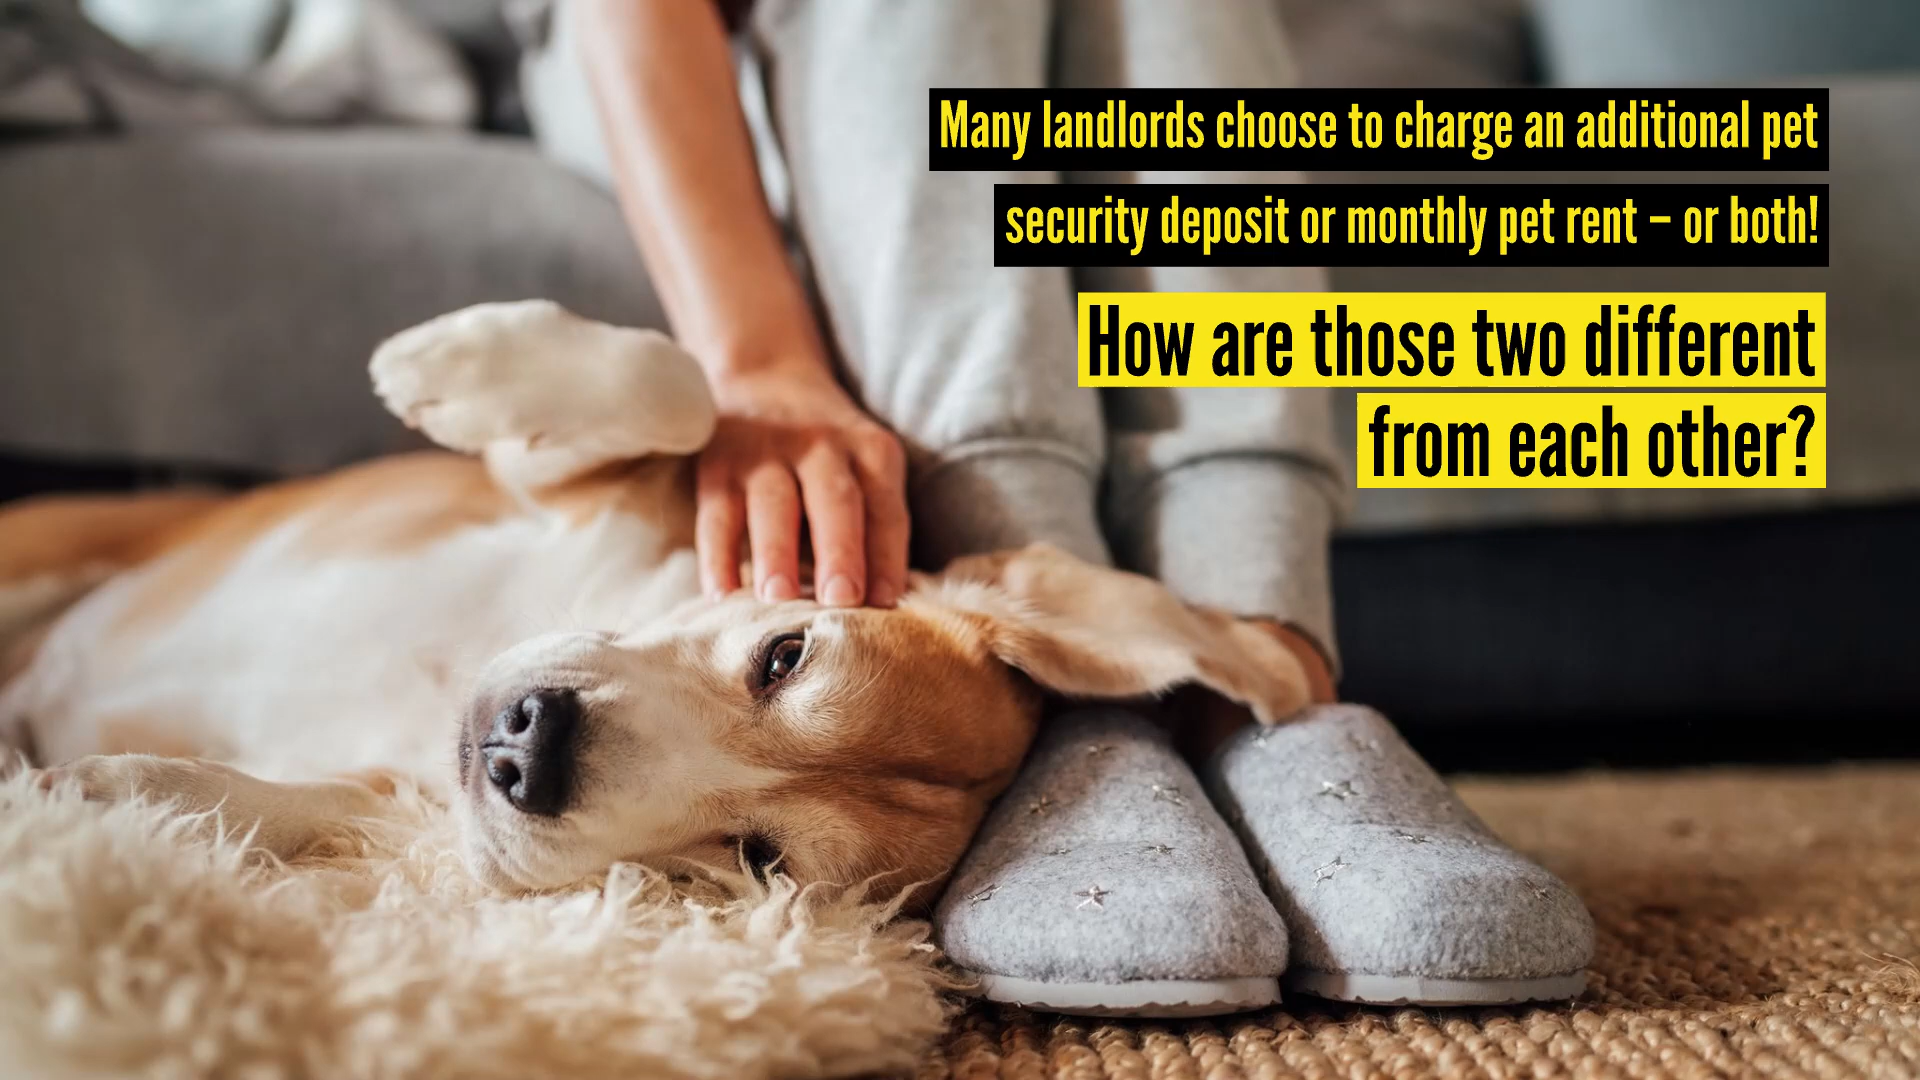 Many landlords choose to charge an additional pet
security deposit or monthly pet rent – or both!
How are those two different
from each other?